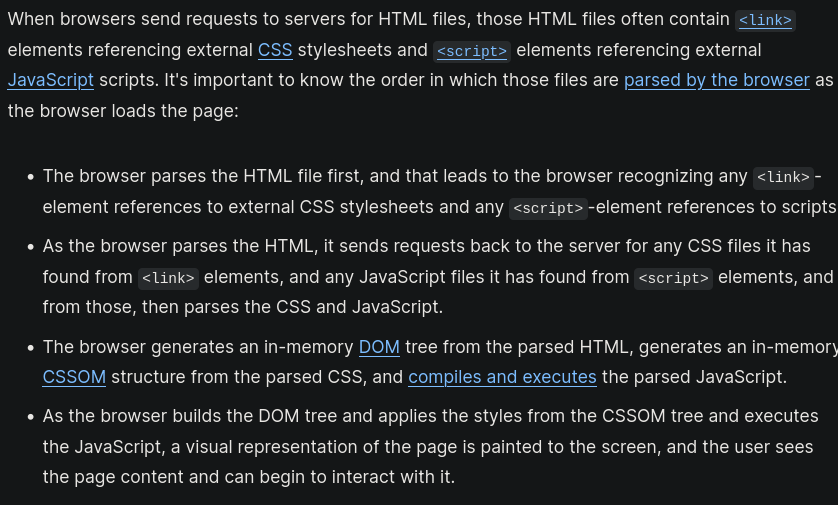 When browsers send requests to servers for HTML files, those HTML files often contain <link>
elements referencing external CSS stylesheets and <script> elements referencing external
JavaScript scripts. It's important to know the order in which those files are parsed by the browser as
the browser loads the page:
• The browser parses the HTML file first, and that leads to the browser recognizing any <link>-
element references to external CSS stylesheets and any <script>-element references to scripts
• As the browser parses the HTML, it sends requests back to the server for any CSS files it has
found from <link> elements, and any JavaScript files it has found from <script> elements, and
from those, then parses the CSS and JavaScript.
• The browser generates an in-memory DOM tree from the parsed HTML, generates an in-memory
CSSOM structure from the parsed CSS, and compiles and executes the parsed JavaScript.
• As the browser builds the DOM tree and applies the styles from the CSSOM tree and executes
the JavaScript, a visual representation of the page is painted to the screen, and the user sees
the page content and can begin to interact with it.